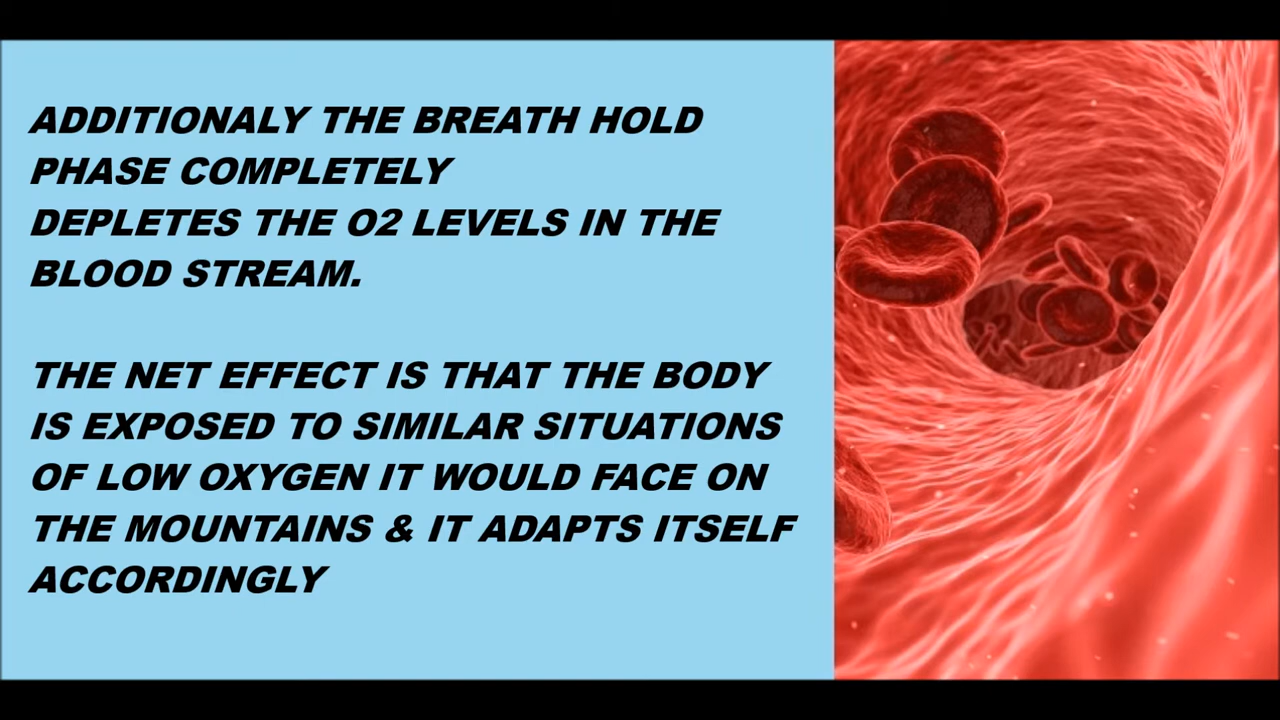 ADDITIONALY THE BREATH HOLD
PHASE COMPLETELY
DEPLETES THE O2 LEVELS IN THE
BLOOD STREAM.
THE NET EFFECT IS THAT THE BODY
IS EXPOSED TO SIMILAR SITUATIONS
OF LOW OXYGEN IT WOULD FACE ON
THE MOUNTAINS & IT ADAPTS ITSELF
ACCORDINGLY